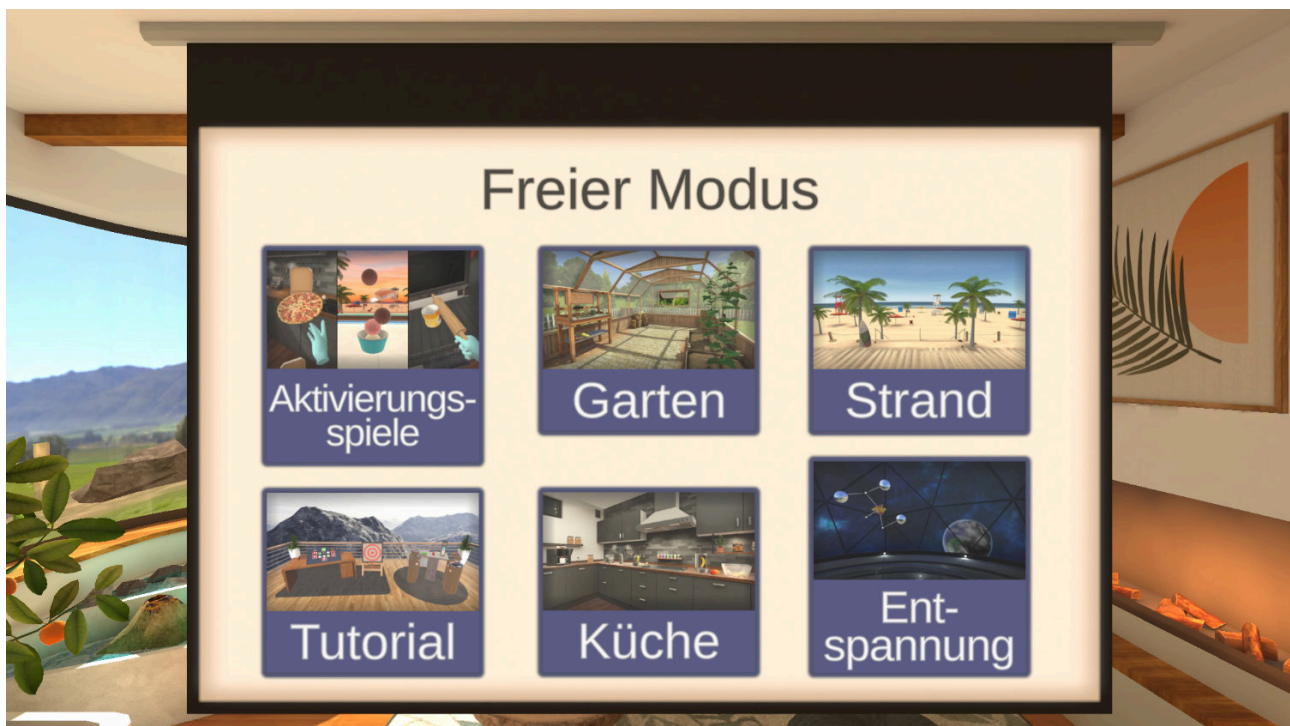 Freier Modus
Aktivierungs-
spiele
Garten
Strand
Tutorial
Küche
Ent-
spannung